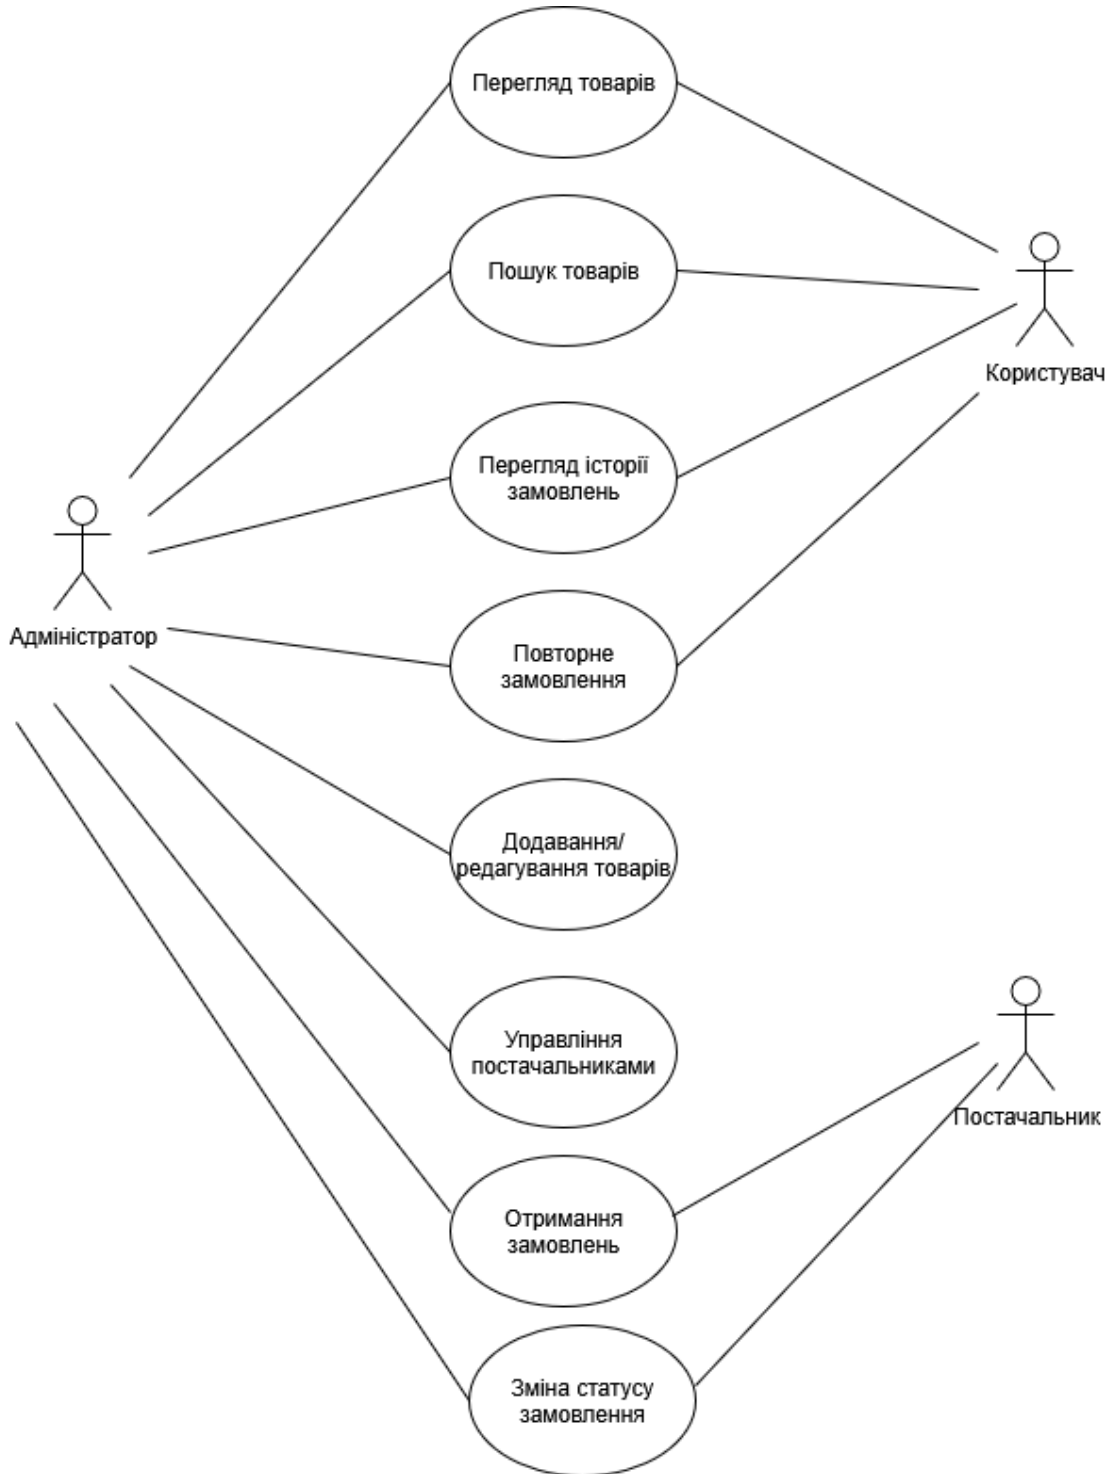 Перегляд товарів
Пошук товарів
Користувач
Перегляд історії
замовлень
Адміністратор
Повторне
замовлення
Додавання/
редагування товарів
Управління
постачальниками
Постачальник
Отримання
замовлень
Зміна статусу
замовлення